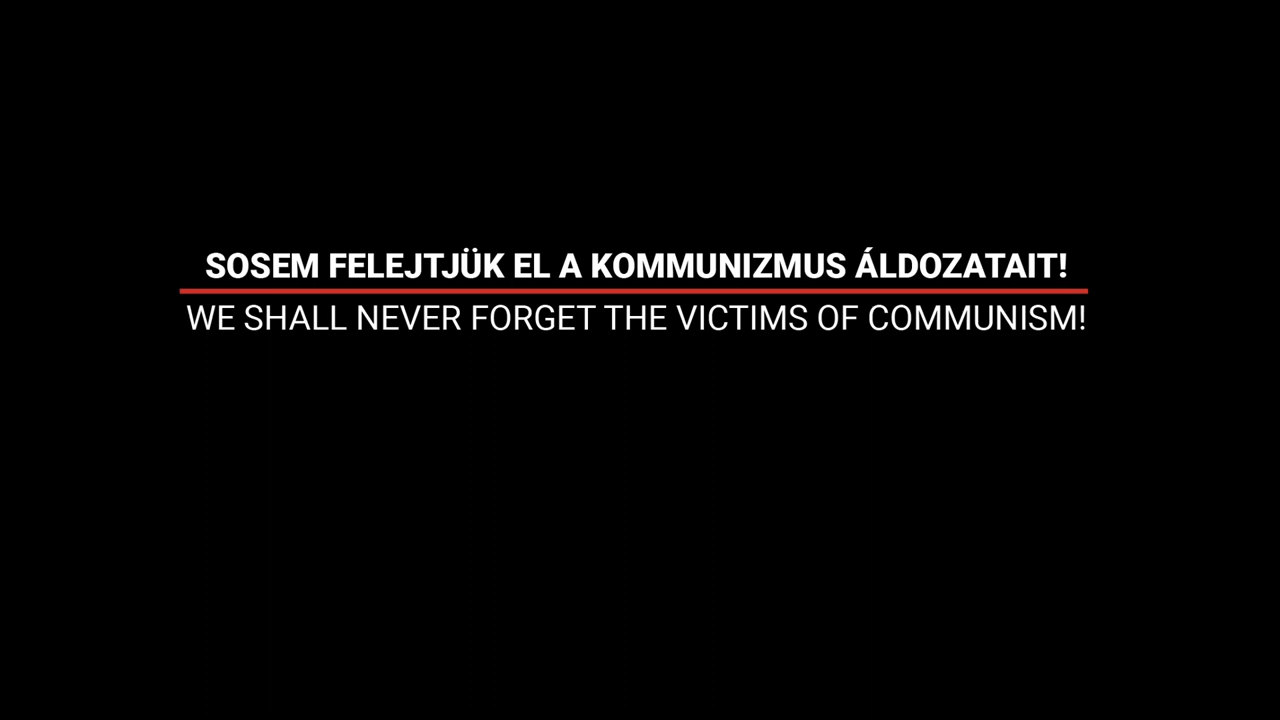 SOSEM FELEJTJÜK EL A KOMMUNIZMUS ÁLDOZATAIT!
WE SHALL NEVER FORGET THE VICTIMS OF COMMUNISM!